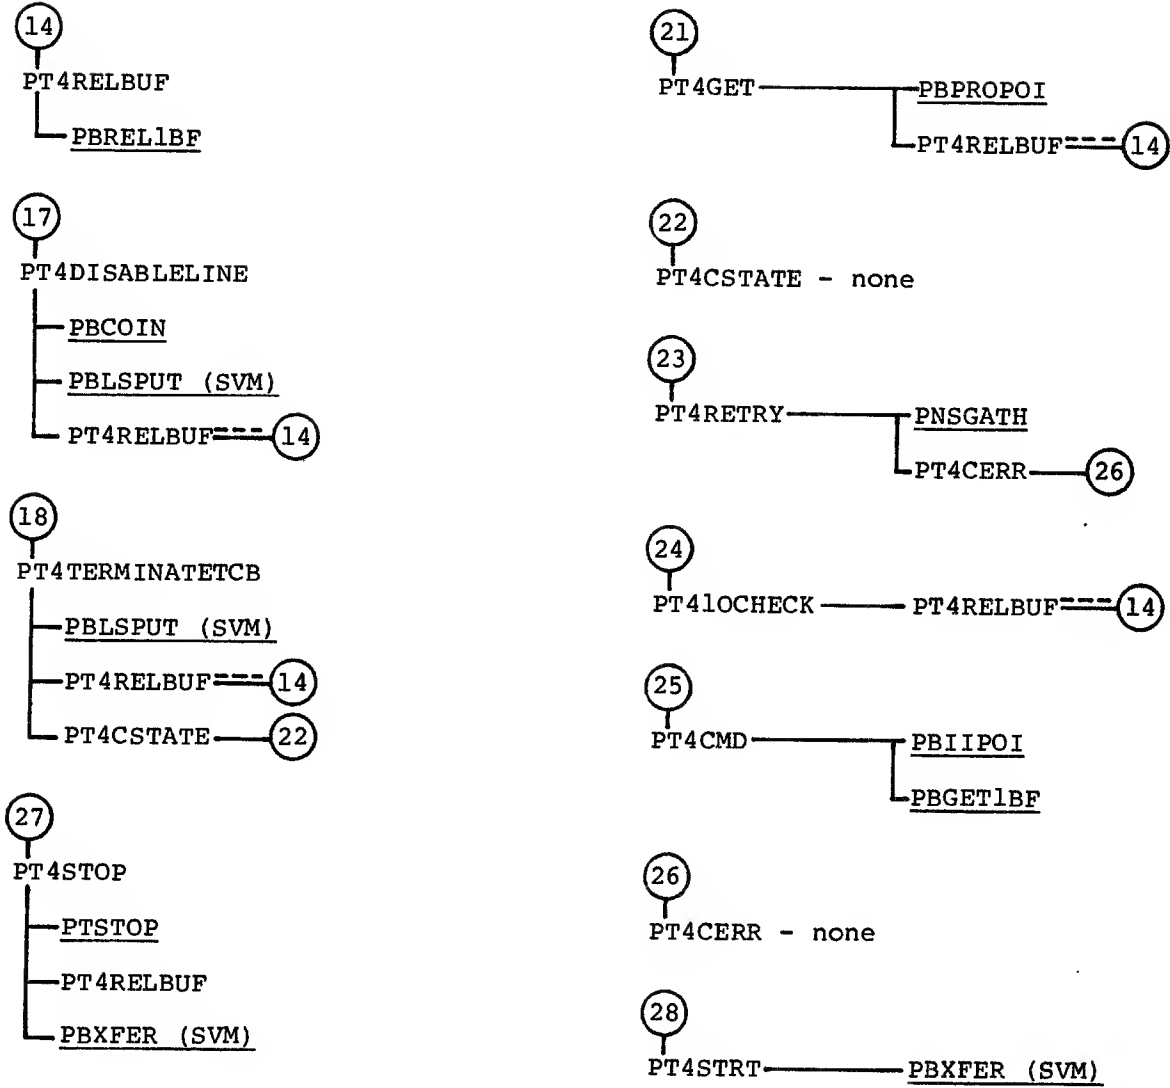 14
PT4RELBUF
PBREL1BF
17
PT4DISABLELINE
PBCOIN
PBLSPUT (SVM)
PT4RELBUF 14
18
PT4TERMINATETCB
PBLSPUT (SVM)
PT4RELBUF 14
PT4CSTATE 22
27
PT4STOP
PTSTOP
PT4RELBUF
PBXFER (SVM)
21
PT4GET PBPROPOI
PT4RELBUF 14
22
PT4CSTATE - none
23
PT4RETRY PNSGATH
PT4CERR 26
24
PT4IOCHECK PT4RELBUF 14
25
PT4CMD PBIIPOI
PBGET1BF
26
PT4CERR - none
28
PT4STRT PBXFER (SVM)